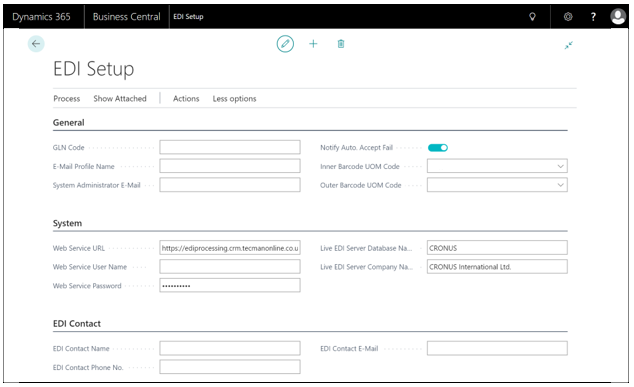 Dynamics 365 Business Central EDI Setup ?
EDI Setup
Process Show Attached Actions Less options
General
GLN Code Notify Auto. Accept Fail
E-Mail Profile Name Inner Barcode UOM Code
System Administrator E-Mail Outer Barcode UOM Code
System
Web Service URL https://ediprocessing.crm.tecmanonline.co.u Live EDI Server Database Na... CRONUS
Web Service User Name Live EDI Server Company Na... CRONUS International Ltd.
Web Service Password ••••••••••
EDI Contact
EDI Contact Name EDI Contact E-Mail
EDI Contact Phone No.